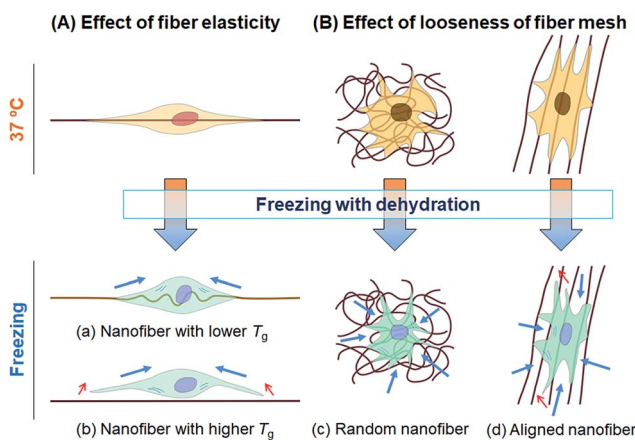 (A) Effect of fiber elasticity
(B) Effect of looseness of fiber mesh
37 ºC
Freezing with dehydration
Freezing
(a) Nanofiber with lower Tg
(b) Nanofiber with higher Tg
(c) Random nanofiber
(d) Aligned nanofiber